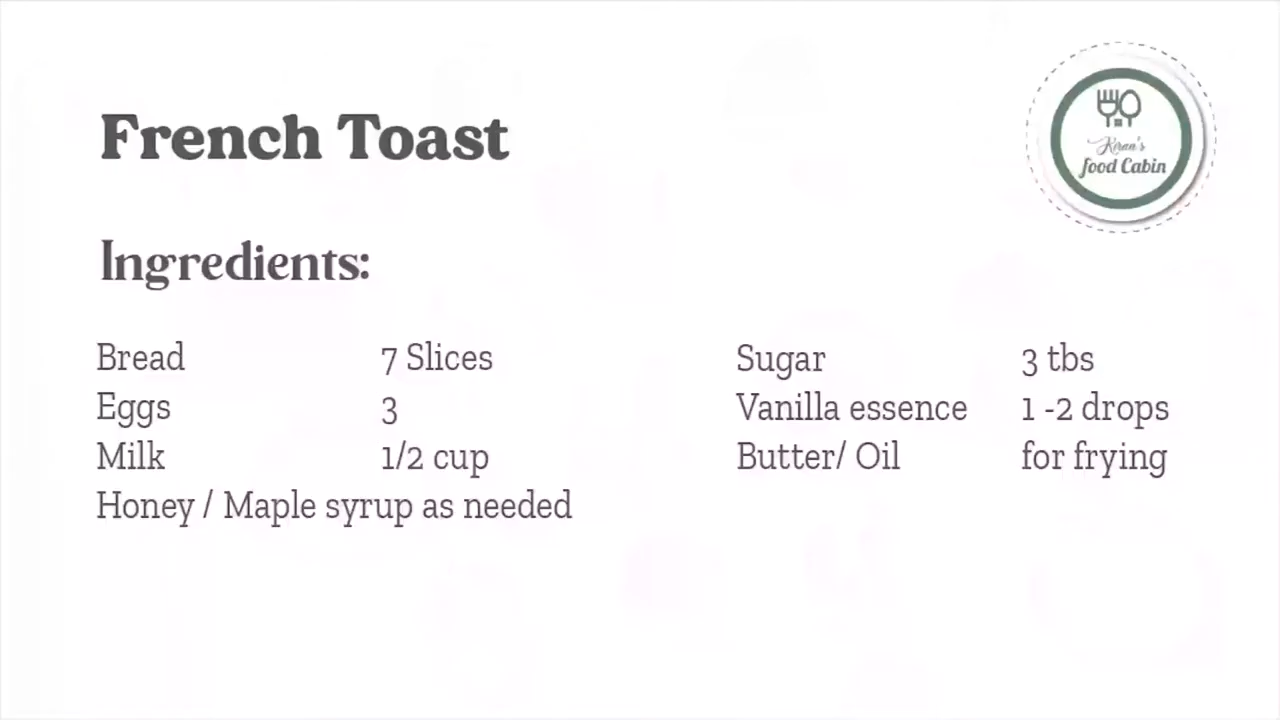 French Toast
Kiran's
food Cabin
Ingredients:
Bread 7 Slices
Eggs 3
Milk 1/2 cup
Honey / Maple syrup as needed
Sugar 3 tbs
Vanilla essence 1 -2 drops
Butter/ Oil for frying